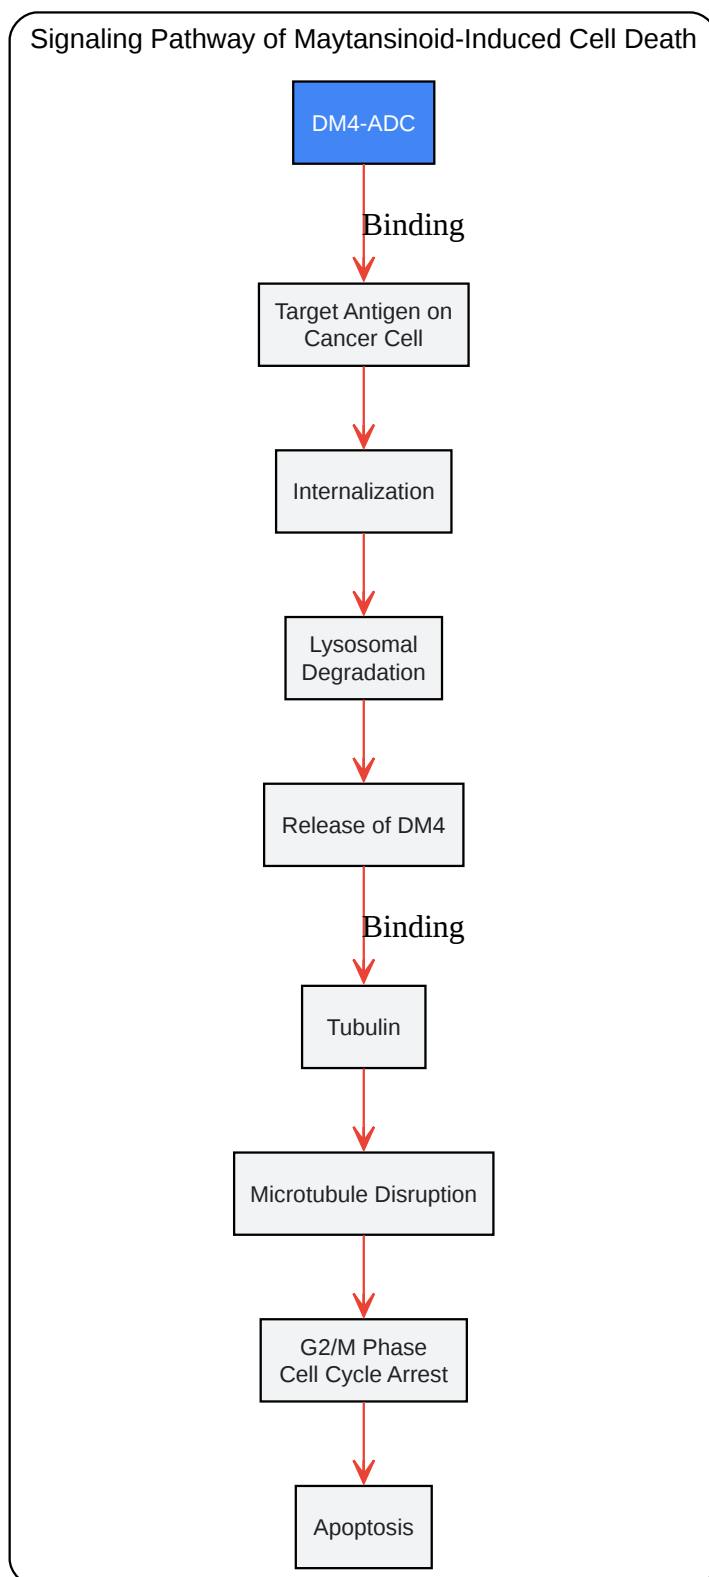 Signaling Pathway of Maytansinoid-Induced Cell Death
DM4-ADC
Binding
Target Antigen on
Cancer Cell
Internalization
Lysosomal
Degradation
Release of DM4
Binding
Tubulin
Microtubule Disruption
G2/M Phase
Cell Cycle Arrest
Apoptosis